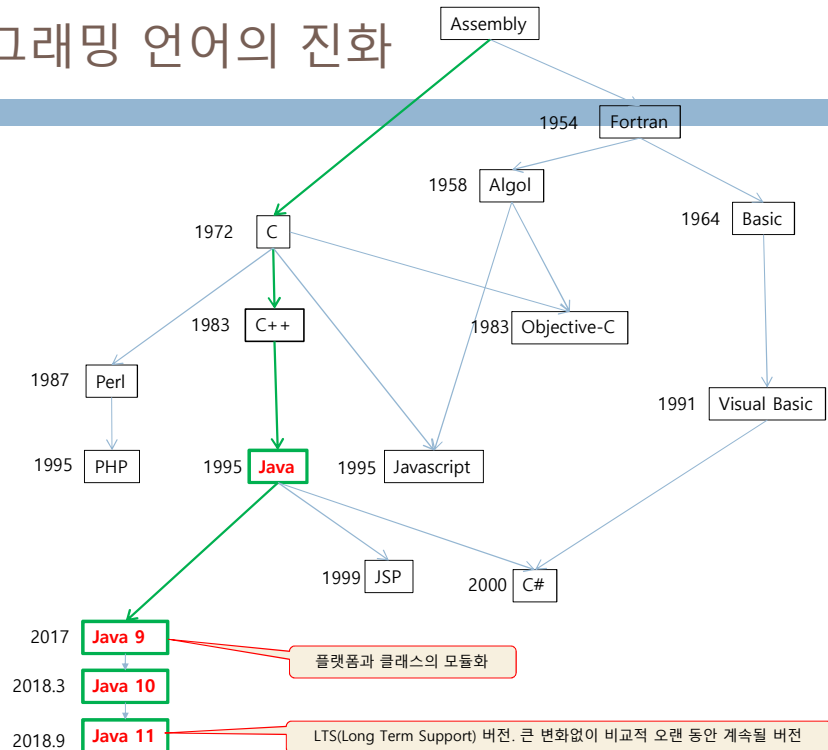 그래밍 언어의 진화
Assembly
1954 Fortran
1958 Algol
1964 Basic
1972 C
1983 C++
1983 Objective-C
1987 Perl
1991 Visual Basic
1995 PHP
1995 Java
1995 Javascript
1999 JSP
2000 C#
2017 Java 9
플랫폼과 클래스의 모듈화
2018.3 Java 10
2018.9 Java 11
LTS(Long Term Support) 버전. 큰 변화없이 비교적 오랜 동안 계속될 버전